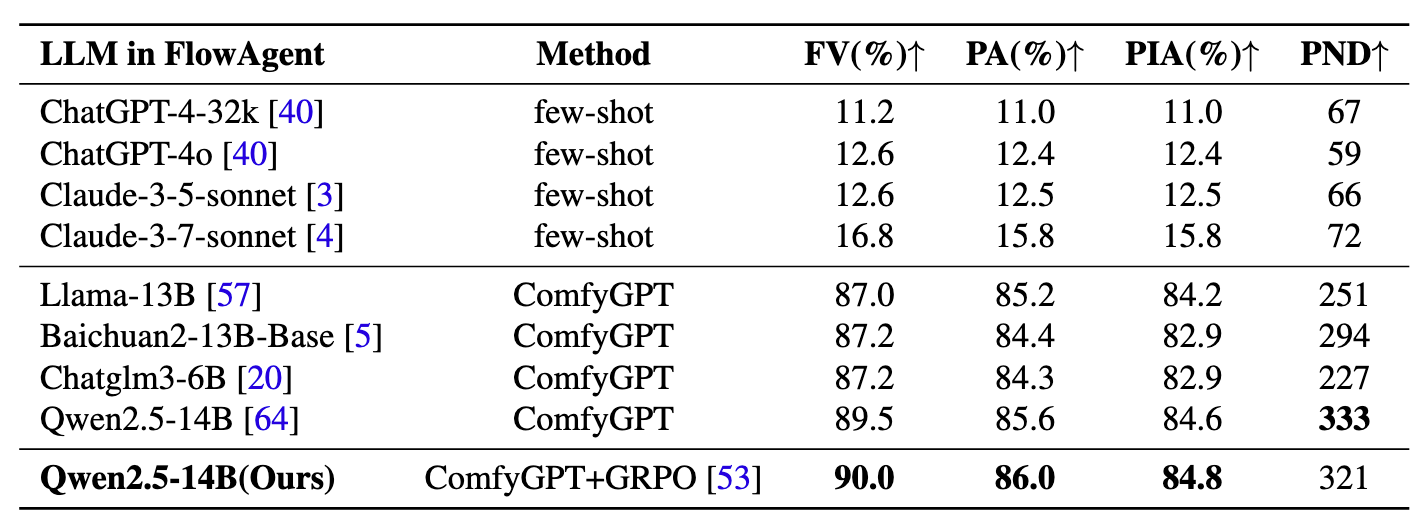 LLM in FlowAgent Method FV(%)↑ PA(%)↑ PIA(%)↑ PND↑
ChatGPT-4-32k [40] few-shot 11.2 11.0 11.0 67
ChatGPT-4o [40] few-shot 12.6 12.4 12.4 59
Claude-3-5-sonnet [3] few-shot 12.6 12.5 12.5 66
Claude-3-7-sonnet [4] few-shot 16.8 15.8 15.8 72
Llama-13B [57] ComfyGPT 87.0 85.2 84.2 251
Baichuan2-13B-Base [5] ComfyGPT 87.2 84.4 82.9 294
Chatglm3-6B [20] ComfyGPT 87.2 84.3 82.9 227
Qwen2.5-14B [64] ComfyGPT 89.5 85.6 84.6 333
Qwen2.5-14B(Ours) ComfyGPT+GRPO [53] 90.0 86.0 84.8 321